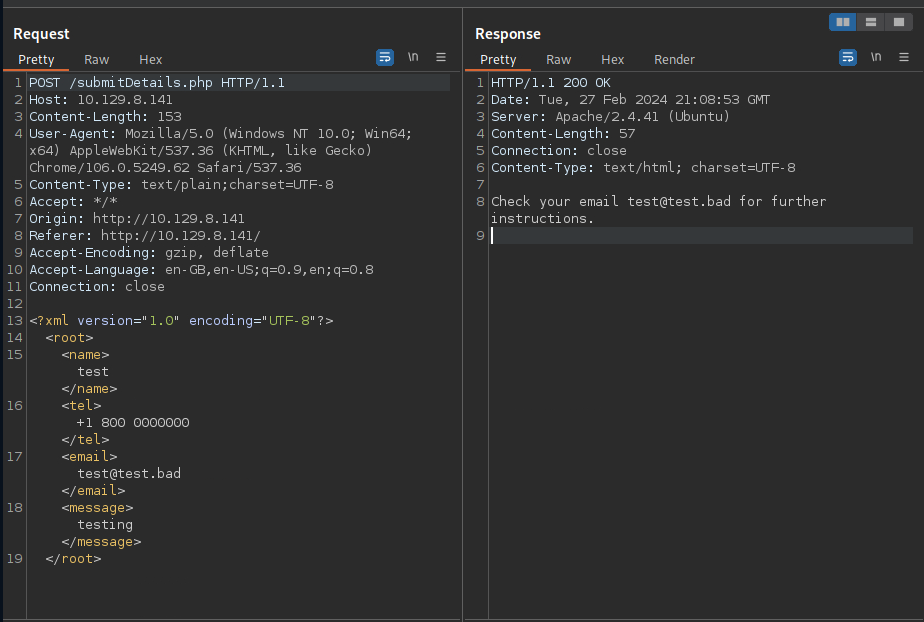 Request
Pretty Raw Hex \n
1 POST /submitDetails.php HTTP/1.1
2 Host: 10.129.8.141
3 Content-Length: 153
4 User-Agent: Mozilla/5.0 (Windows NT 10.0; Win64;
x64) AppleWebKit/537.36 (KHTML, like Gecko)
Chrome/106.0.5249.62 Safari/537.36
5 Content-Type: text/plain;charset=UTF-8
6 Accept: */*
7 Origin: http://10.129.8.141
8 Referer: http://10.129.8.141/
9 Accept-Encoding: gzip, deflate
10 Accept-Language: en-GB,en-US;q=0.9,en;q=0.8
11 Connection: close
12
13 <?xml version="1.0" encoding="UTF-8"?>
14 <root>
15 <name>
test
</name>
16 <tel>
+1 800 0000000
</tel>
17 <email>
test@test.bad
</email>
18 <message>
testing
</message>
19 </root>
Response
Pretty Raw Hex Render \n
1 HTTP/1.1 200 OK
2 Date: Tue, 27 Feb 2024 21:08:53 GMT
3 Server: Apache/2.4.41 (Ubuntu)
4 Content-Length: 57
5 Connection: close
6 Content-Type: text/html; charset=UTF-8
7
8 Check your email test@test.bad for further
instructions.
9